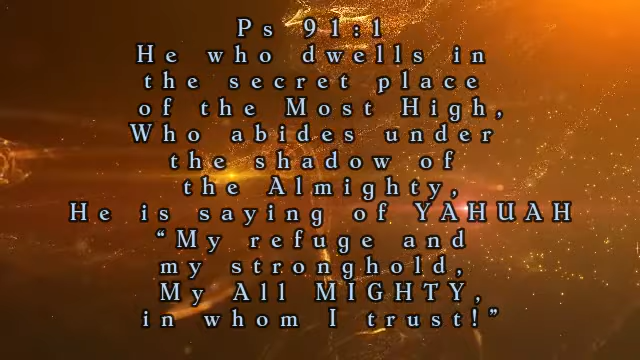 Ps 91:1
He who dwells in
the secret place
of the Most High,
Who abides under
the shadow of
the Almighty,
He is saying of YAHUAH
“My refuge and
my stronghold,
My All MIGHTY,
in whom I trust!”